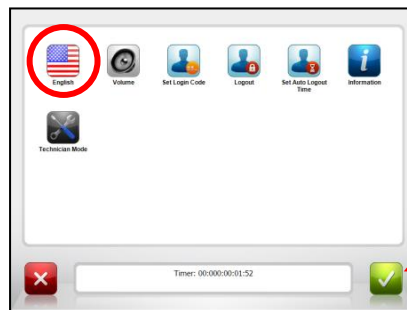 English Volume Set Login Code Logout Set Auto Logout Time Information
Technician Mode
Timer: 00:000:00:01:52